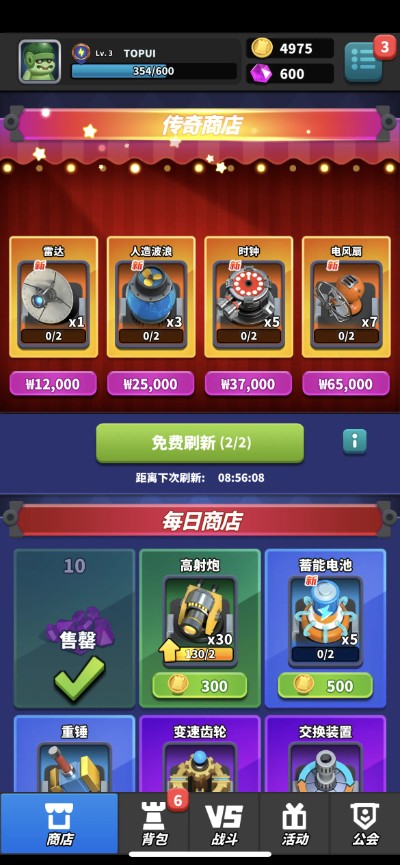 Lv.3 TOPUI
354/600
4975
600
3
传奇商店
雷达
人造波浪
时钟
电风扇
新
新
新
新
x1
x3
x5
x7
0/2
0/2
0/2
0/2
₩12,000
₩25,000
₩37,000
₩65,000
免费刷新 (2/2)
i
距离下次刷新: 08:56:08
每日商店
10
售罄
高射炮
x30
130/2
300
蓄能电池
新
x5
0/2
500
重锤
变速齿轮
交换装置
6
VS
商店
背包
战斗
活动
公会